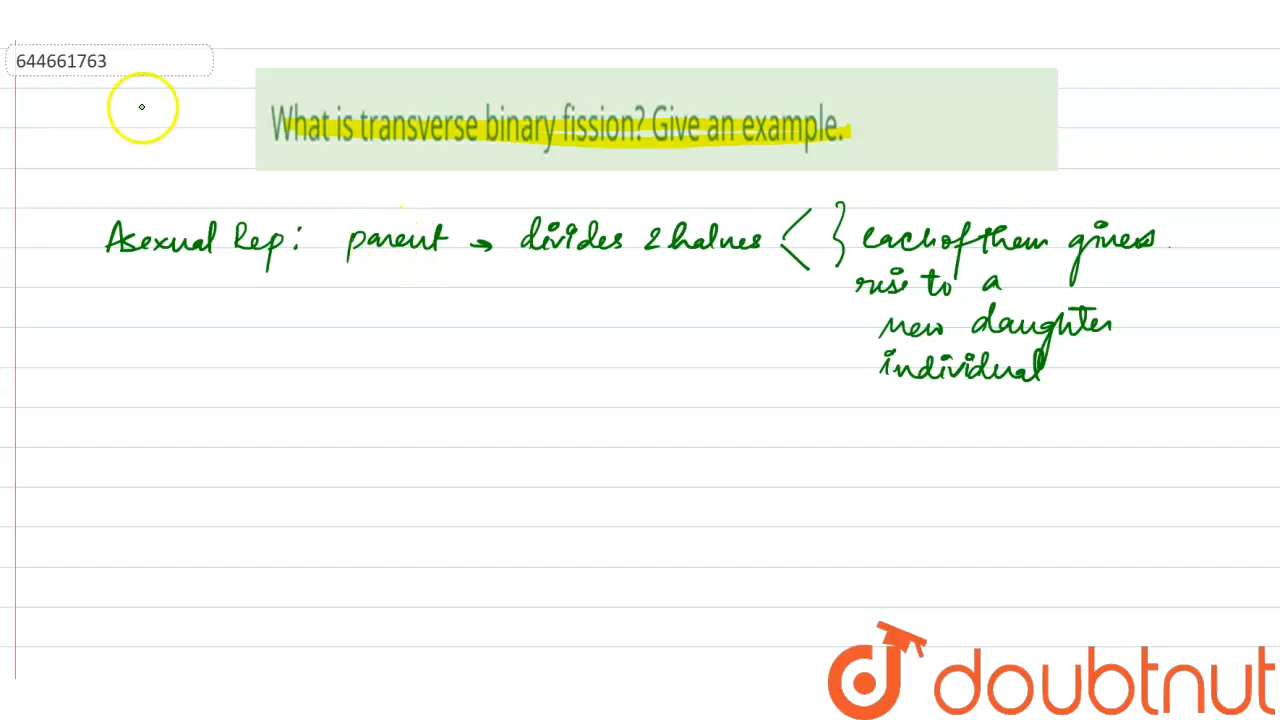 644661763
What is transverse binary fission? Give an example.
Asexual Rep: parent → divides 2 halves } each of them gives
rise to a
new daughter
individual
doubtnut